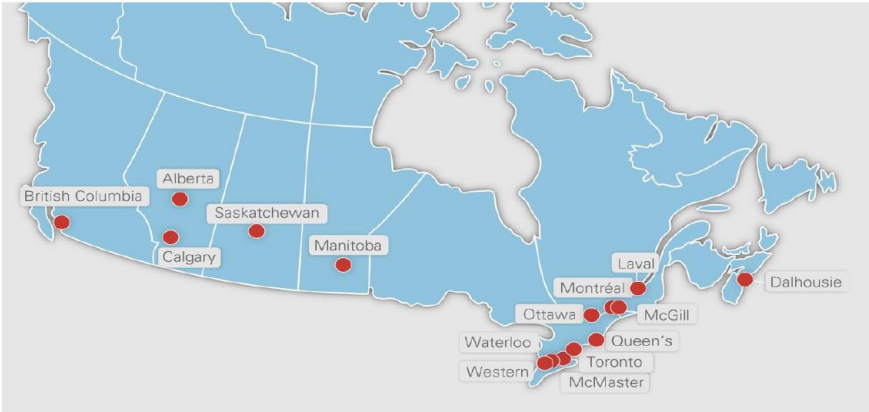 Alberta
British Columbia
Saskatchewan
Manitoba
Calgary
Laval
Dalhousie
Montréal
Ottawa
McGill
Waterloo
Queen's
Toronto
Western
McMaster